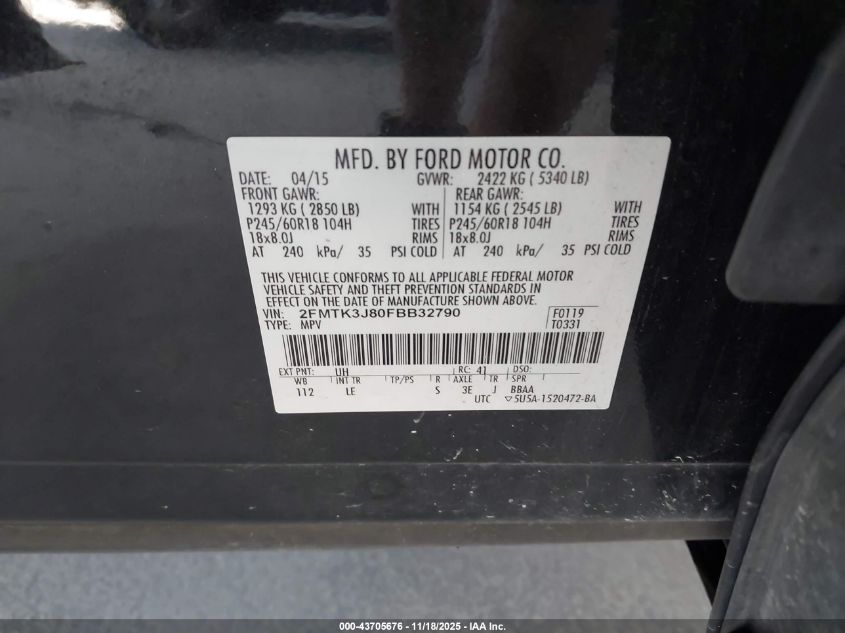 MFD. BY FORD MOTOR CO.
DATE: 04/15 GVWR: 2422 KG ( 5340 LB)
FRONT GAWR: REAR GAWR:
1293 KG ( 2850 LB) WITH 1154 KG ( 2545 LB) WITH
P245/60R18 104H TIRES P245/60R18 104H TIRES
18x8.0J RIMS 18x8.0J RIMS
AT 240 kPa/ 35 PSI COLD AT 240 kPa/ 35 PSI COLD
THIS VEHICLE CONFORMS TO ALL APPLICABLE FEDERAL MOTOR
VEHICLE SAFETY AND THEFT PREVENTION STANDARDS IN
EFFECT ON THE DATE OF MANUFACTURE SHOWN ABOVE.
VIN: 2FMTK3J80FBB32790 F0119
TYPE: MPV T0331
EXT PNT: UH RC: 41 DSO:
WB INT TR TP/PS R AXLE TR SPR
112 LE S 3E J BBAA
UTC ▽5U5A-1520472-BA
000-43705676 - 11/18/2025 - IAA Inc.